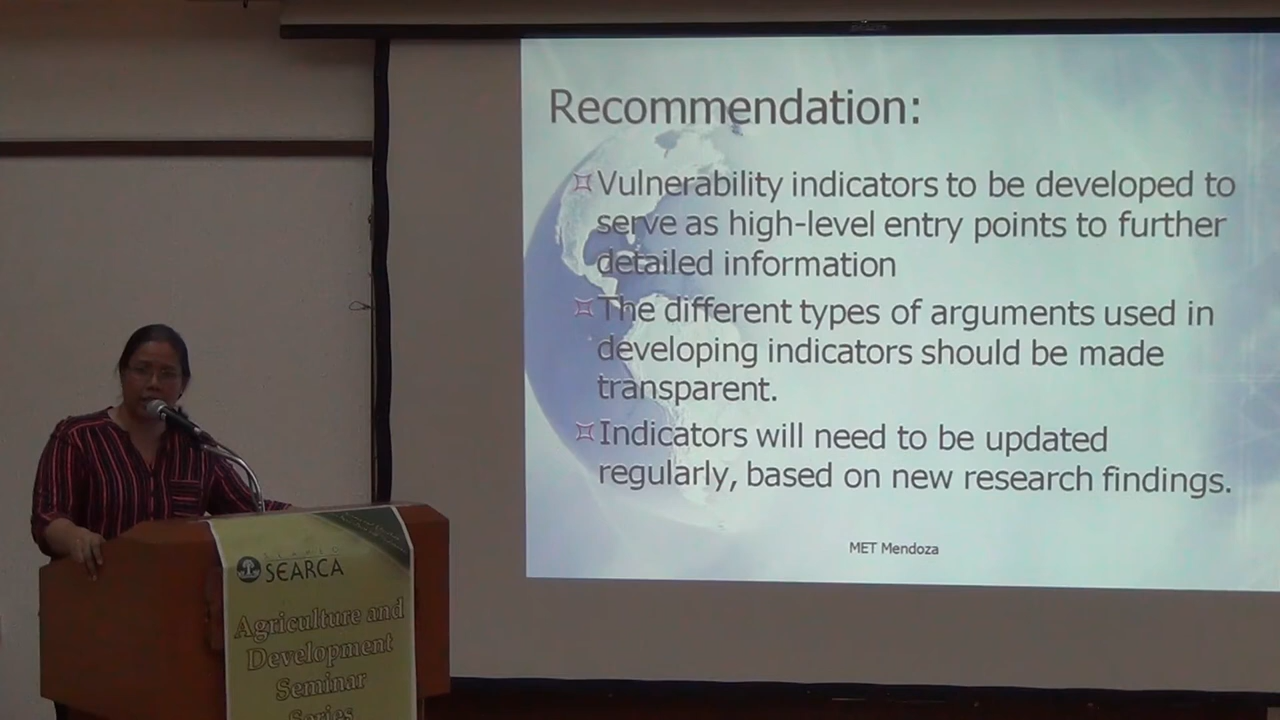 Recommendation:
Vulnerability indicators to be developed to
serve as high-level entry points to further
detailed information
The different types of arguments used in
developing indicators should be made
transparent.
Indicators will need to be updated
regularly, based on new research findings.
MET Mendoza
SEARCA
Agriculture and
Development
Seminar
Series